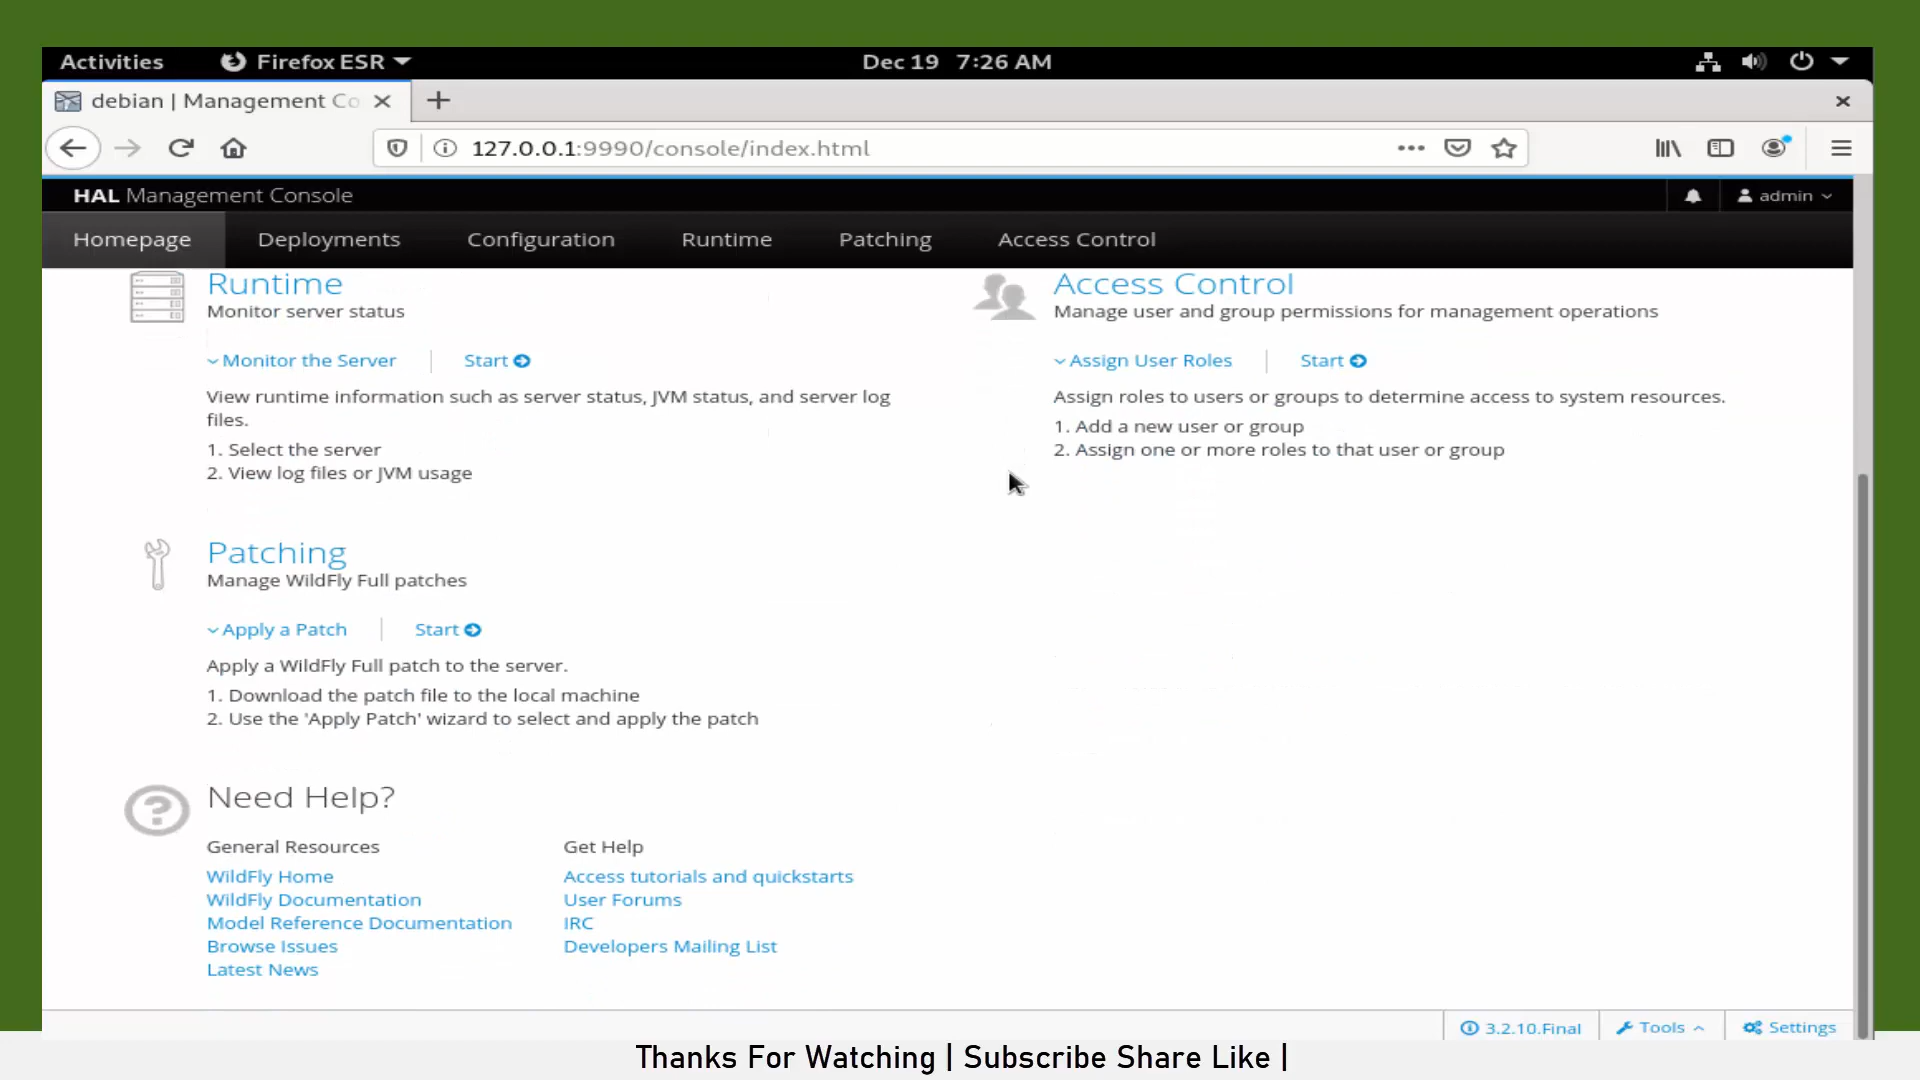 Activities Firefox ESR Dec 19 7:26 AM
debian | Management Co
127.0.0.1:9990/console/index.html
HAL Management Console admin
Homepage Deployments Configuration Runtime Patching Access Control
Runtime
Monitor server status
Monitor the Server Start
View runtime information such as server status, JVM status, and server log
files.
1. Select the server
2. View log files or JVM usage
Access Control
Manage user and group permissions for management operations
Assign User Roles Start
Assign roles to users or groups to determine access to system resources.
1. Add a new user or group
2. Assign one or more roles to that user or group
Patching
Manage WildFly Full patches
Apply a Patch Start
Apply a WildFly Full patch to the server.
1. Download the patch file to the local machine
2. Use the 'Apply Patch' wizard to select and apply the patch
Need Help?
General Resources
WildFly Home
WildFly Documentation
Model Reference Documentation
Browse Issues
Latest News
Get Help
Access tutorials and quickstarts
User Forums
IRC
Developers Mailing List
3.2.10.Final Tools Settings
Thanks For Watching | Subscribe Share Like |